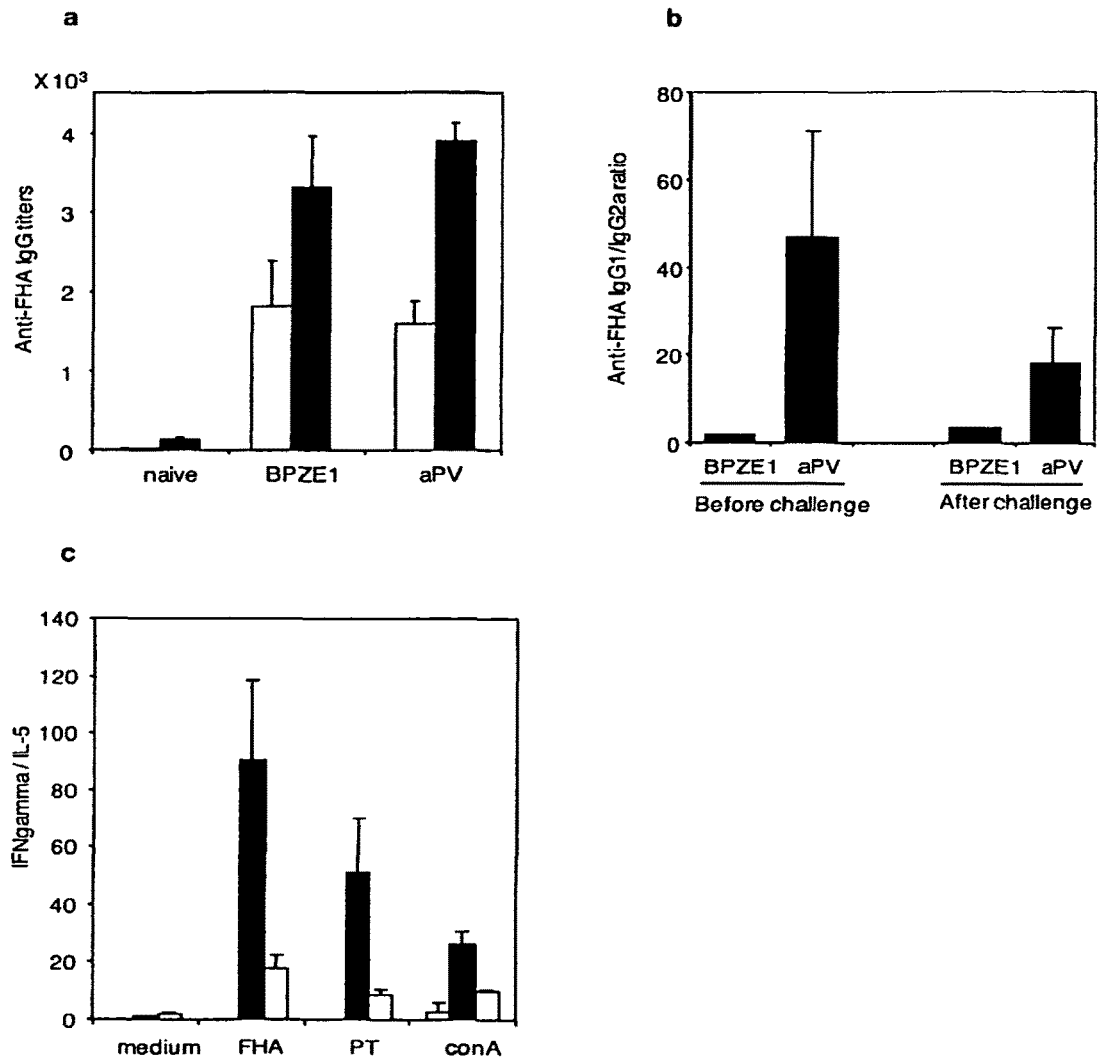 a
X 10³
4
3
2
1
0
Anti-FHA IgG titers
naive BPZE1 aPV
b
80
60
40
20
0
Anti-FHA IgG1/IgG2a ratio
BPZE1 aPV BPZE1 aPV
Before challenge After challenge
c
140
120
100
80
60
40
20
0
IFNgamma / IL-5
medium FHA PT conA